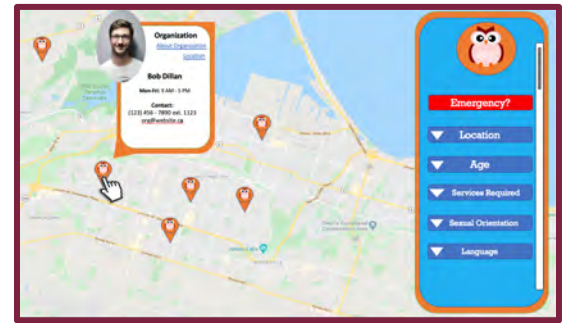 Organization
About Organization
Location
Bob Dillan
Mon-Fri: 9 AM - 5 PM
Contact:
(123) 456 - 7890 ext. 1123
org@website.ca
Emergency?
Location
Age
Services Required
Sexual Orientation
Language